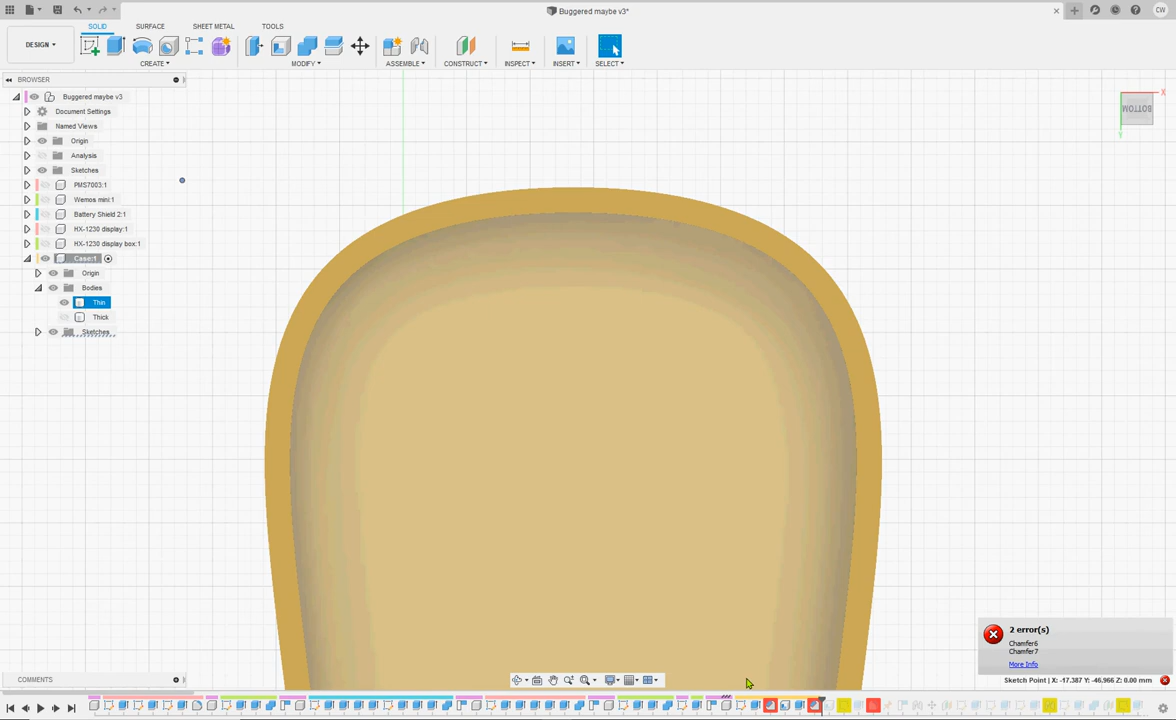 Buggered maybe v3*
CW
SOLID
SURFACE
SHEET METAL
TOOLS
DESIGN
CREATE
MODIFY
ASSEMBLE
CONSTRUCT
INSPECT
INSERT
SELECT
BROWSER
Buggered maybe v3
Document Settings
Named Views
Origin
Analysis
Sketches
PMS7003:1
Wemos mini:1
Battery Shield 2:1
HX-1230 display:1
HX-1230 display box:1
Case:1
Origin
Bodies
Thin
Thick
Sketches
X
BOTTOM
Y
2 error(s)
Chamfer6
Chamfer7
More Info
COMMENTS
Sketch Point | X: -17.387 Y: -46.966 Z: 0.00 mm